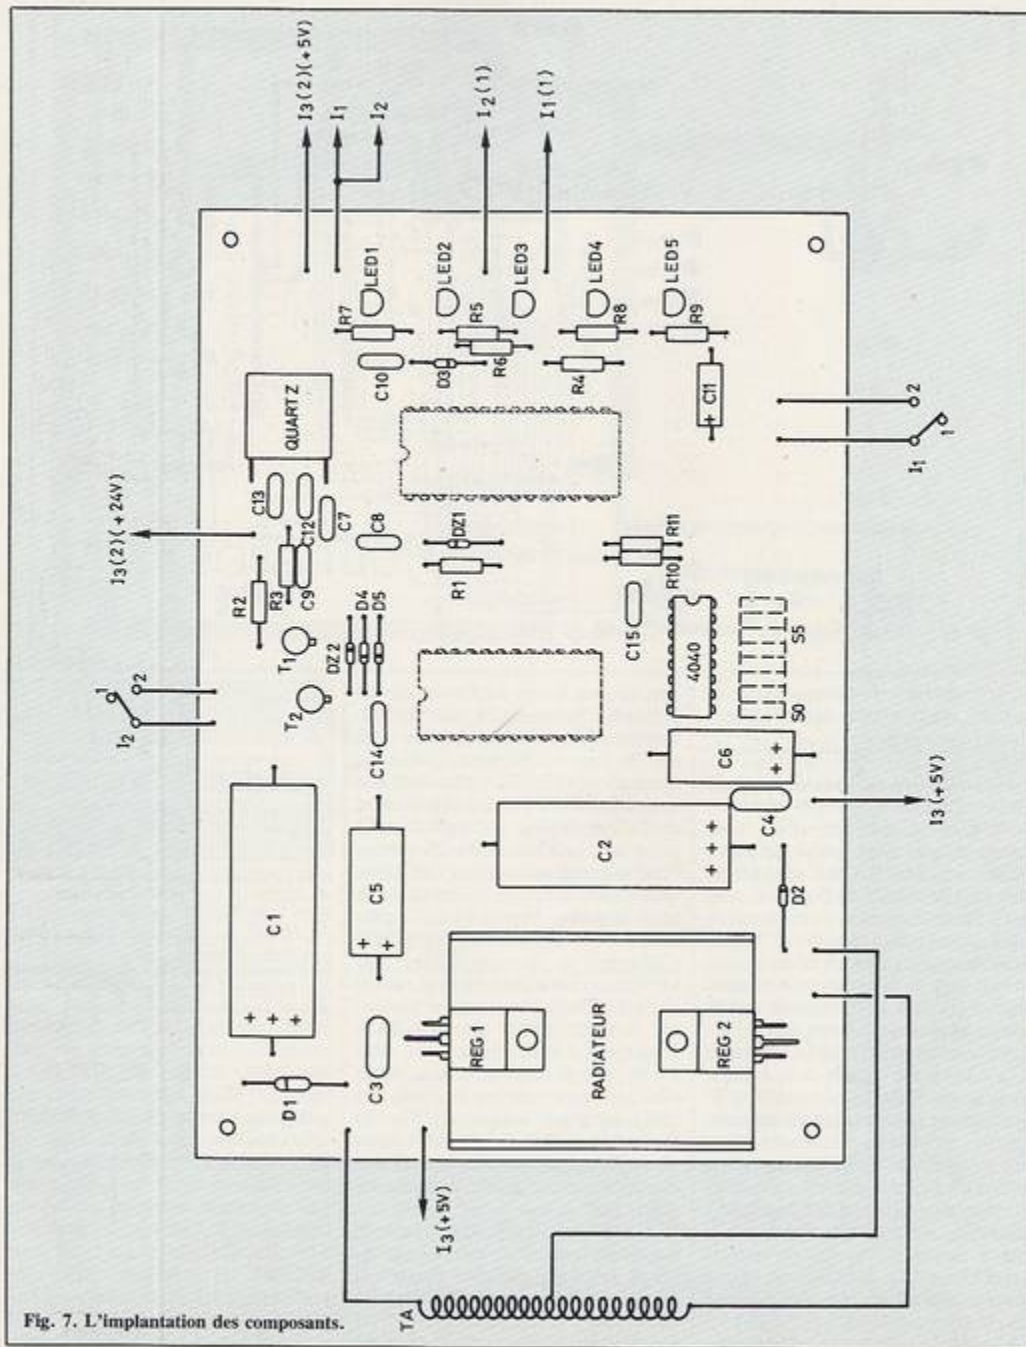 I3(2)(+5V)
I1
I2
I2(1)
I1(1)
LED1
LED2
LED3
LED4
LED5
R7
R5
R8
R9
C10
D3
R6
R4
+ C11
QUARTZ
2
1
I1
I3(2)(+24V)
C13
C12
C7
C8
DZ1
R11
R2
R3
C9
R1
R10
T1
DZ2
D4
D5
C15
4040
S5
S0
1
2
I2
T2
C14
C6
+ +
C1
+ + +
C5
+ +
C2
+ + +
C4
I3(+5V)
D2
D1
C3
REG 1
RADIATEUR
REG 2
I3(+5V)
TA
Fig. 7. L'implantation des composants.